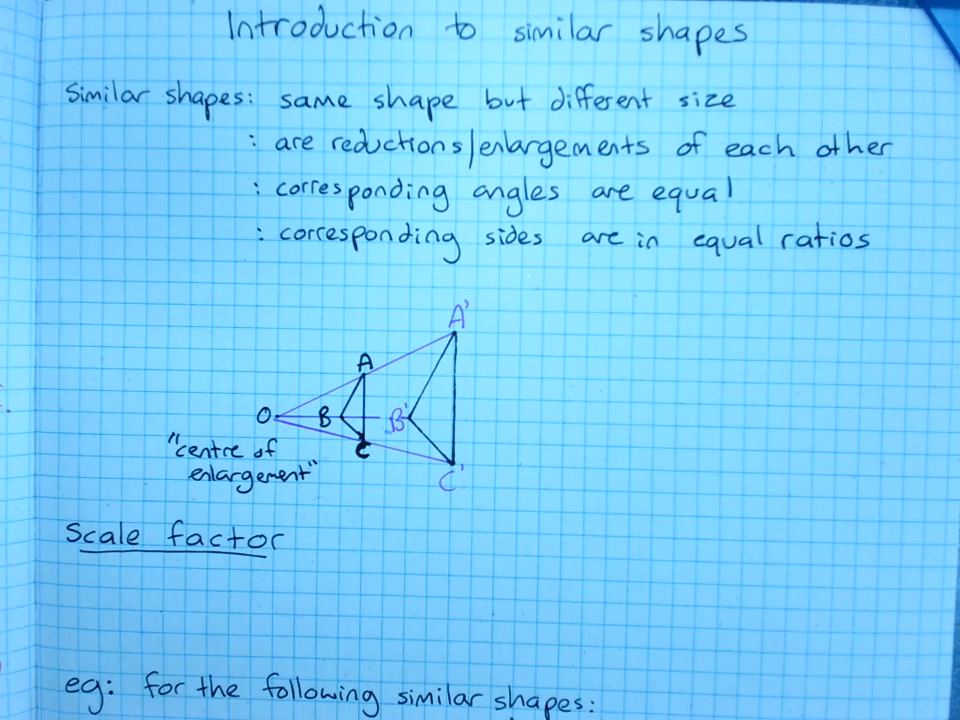 Introduction to similar shapes
Similar shapes: same shape but different size
: are reductions/enlargements of each other
: corresponding angles are equal
: corresponding sides are in equal ratios
A'
A
O B B'
C
"centre of
enlargement"
C'
Scale factor
eg: for the following similar shapes: